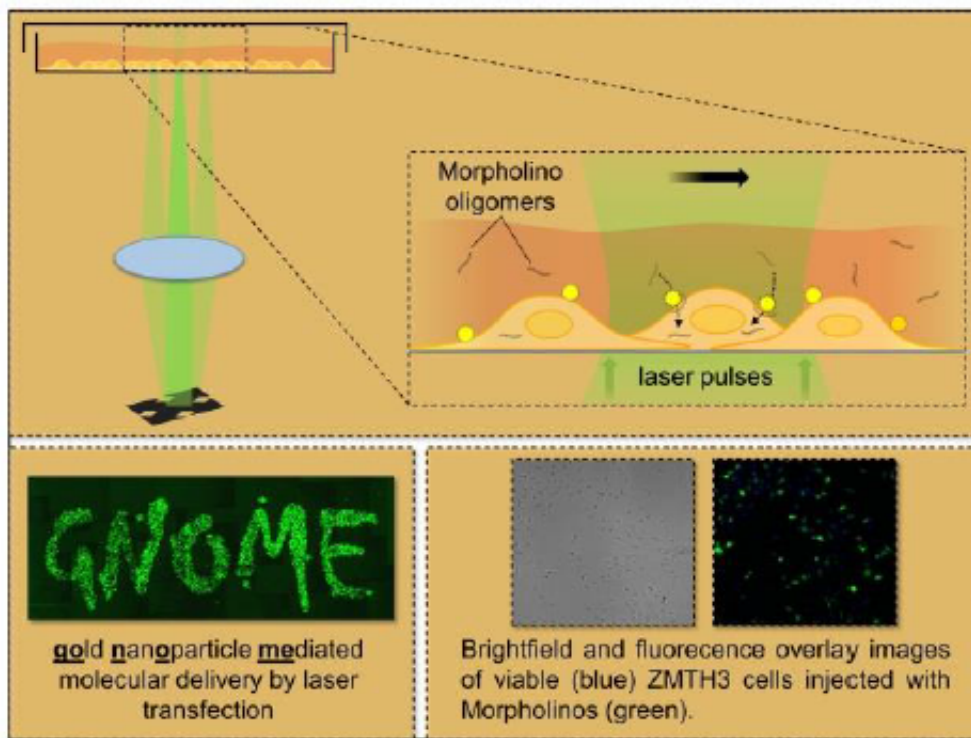 Morpholino
oligomers
laser pulses
GNOME
gold nanoparticle mediated
molecular delivery by laser
transfection
Brightfield and fluorecence overlay images
of viable (blue) ZMTH3 cells injected with
Morpholinos (green).